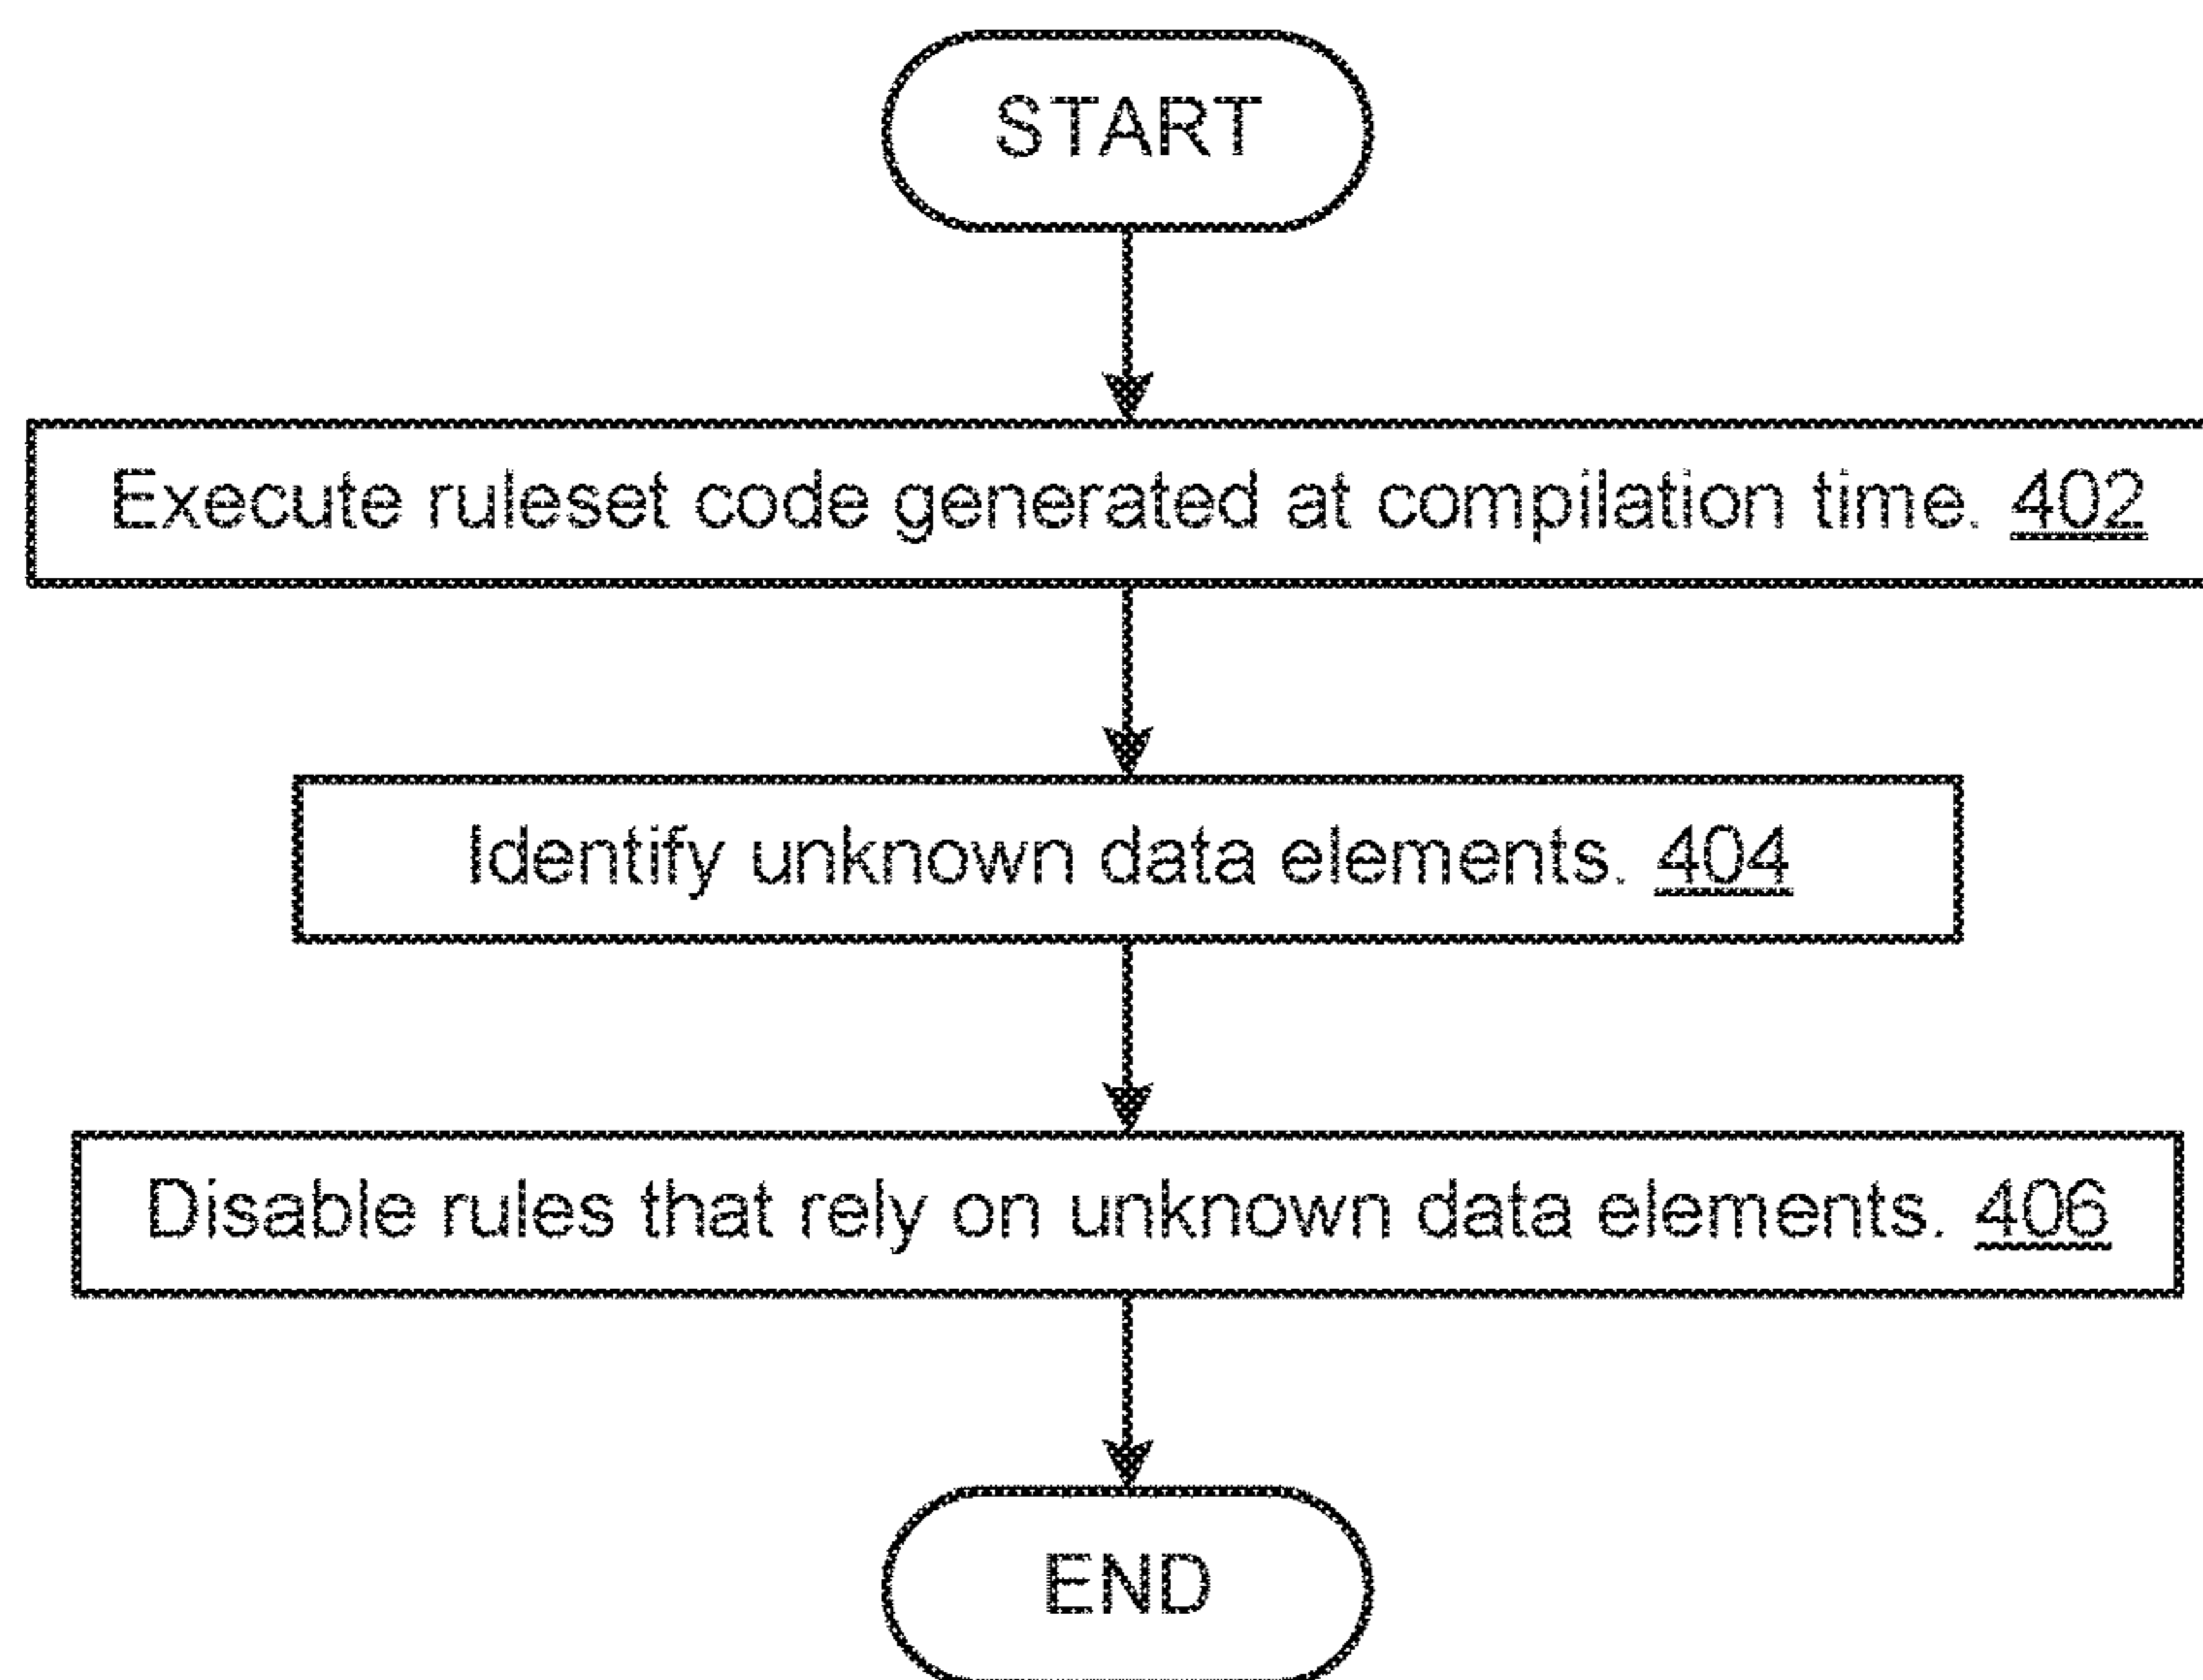 START
Execute ruleset code generated at compilation time. 402
Identify unknown data elements. 404
Disable rules that rely on unknown data elements. 406
END